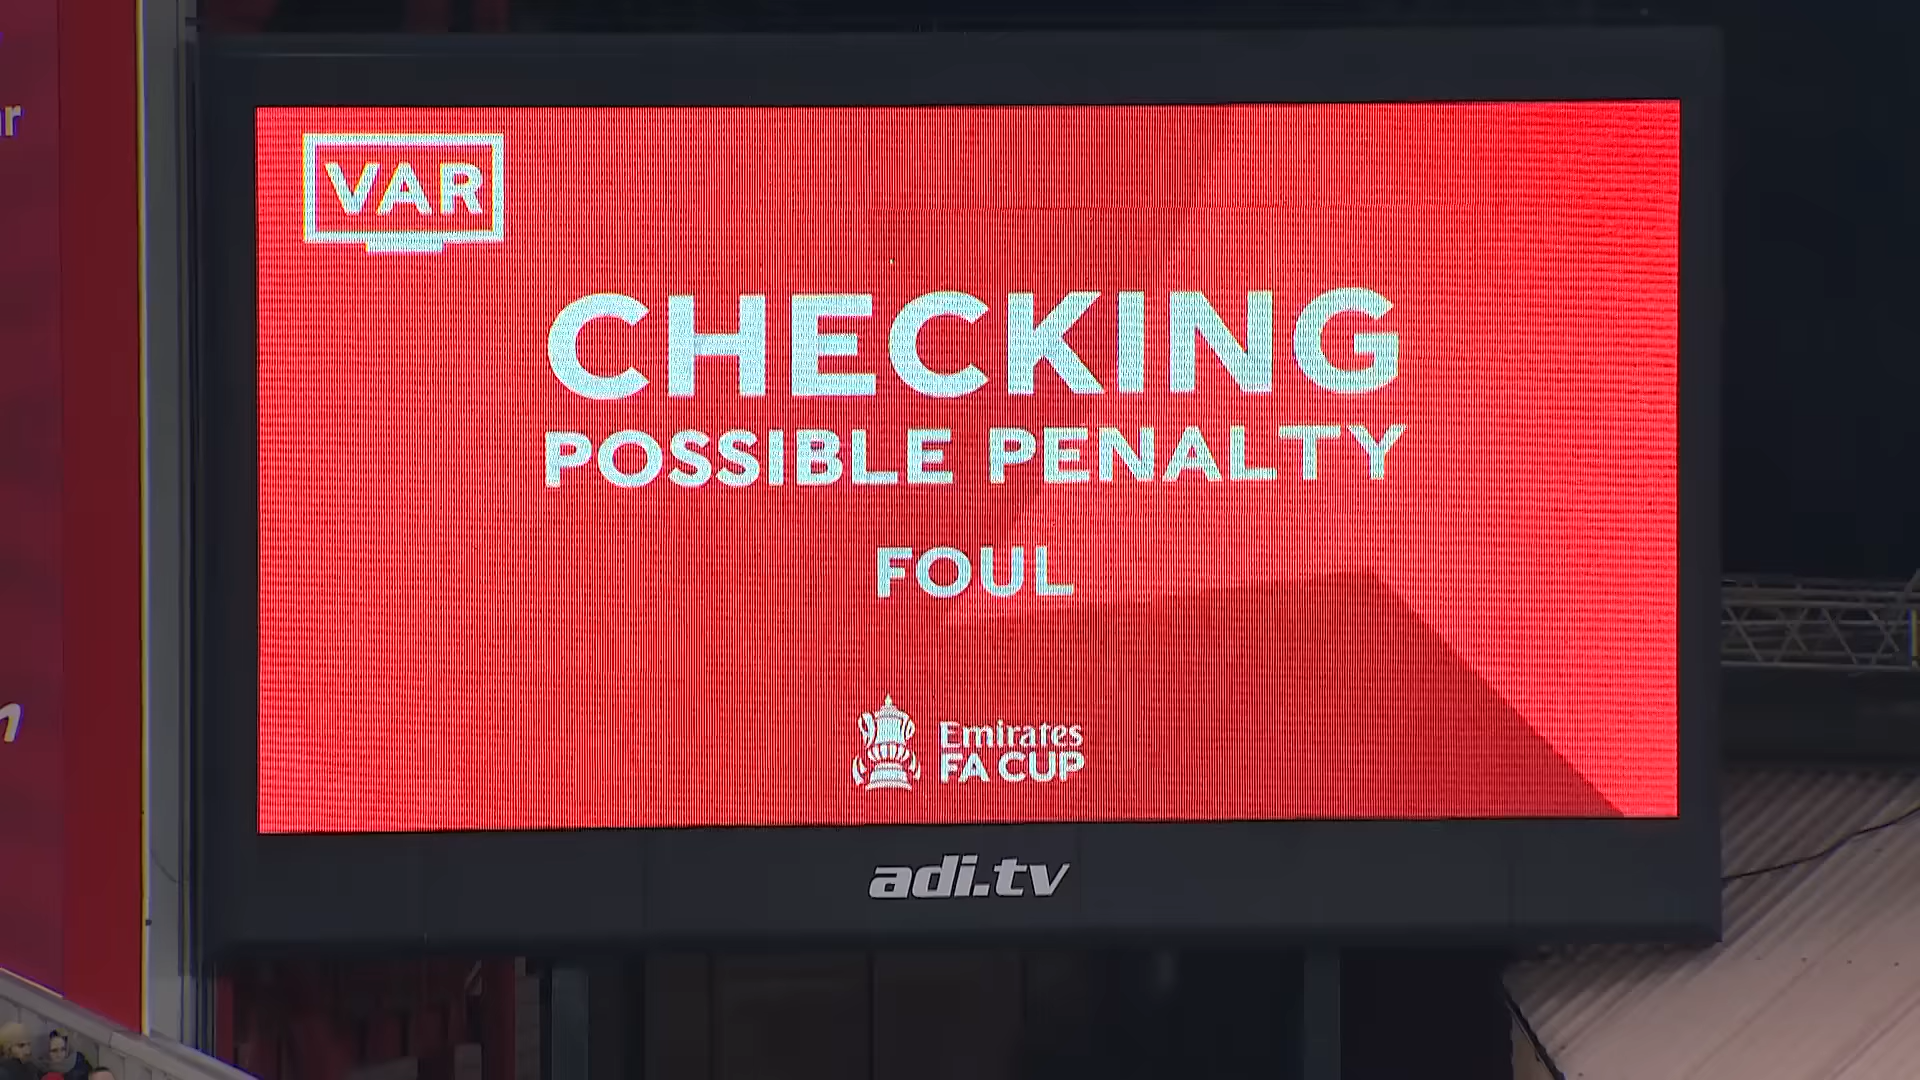 VAR
CHECKING
POSSIBLE PENALTY
FOUL
Emirates
FA CUP
adi.tv